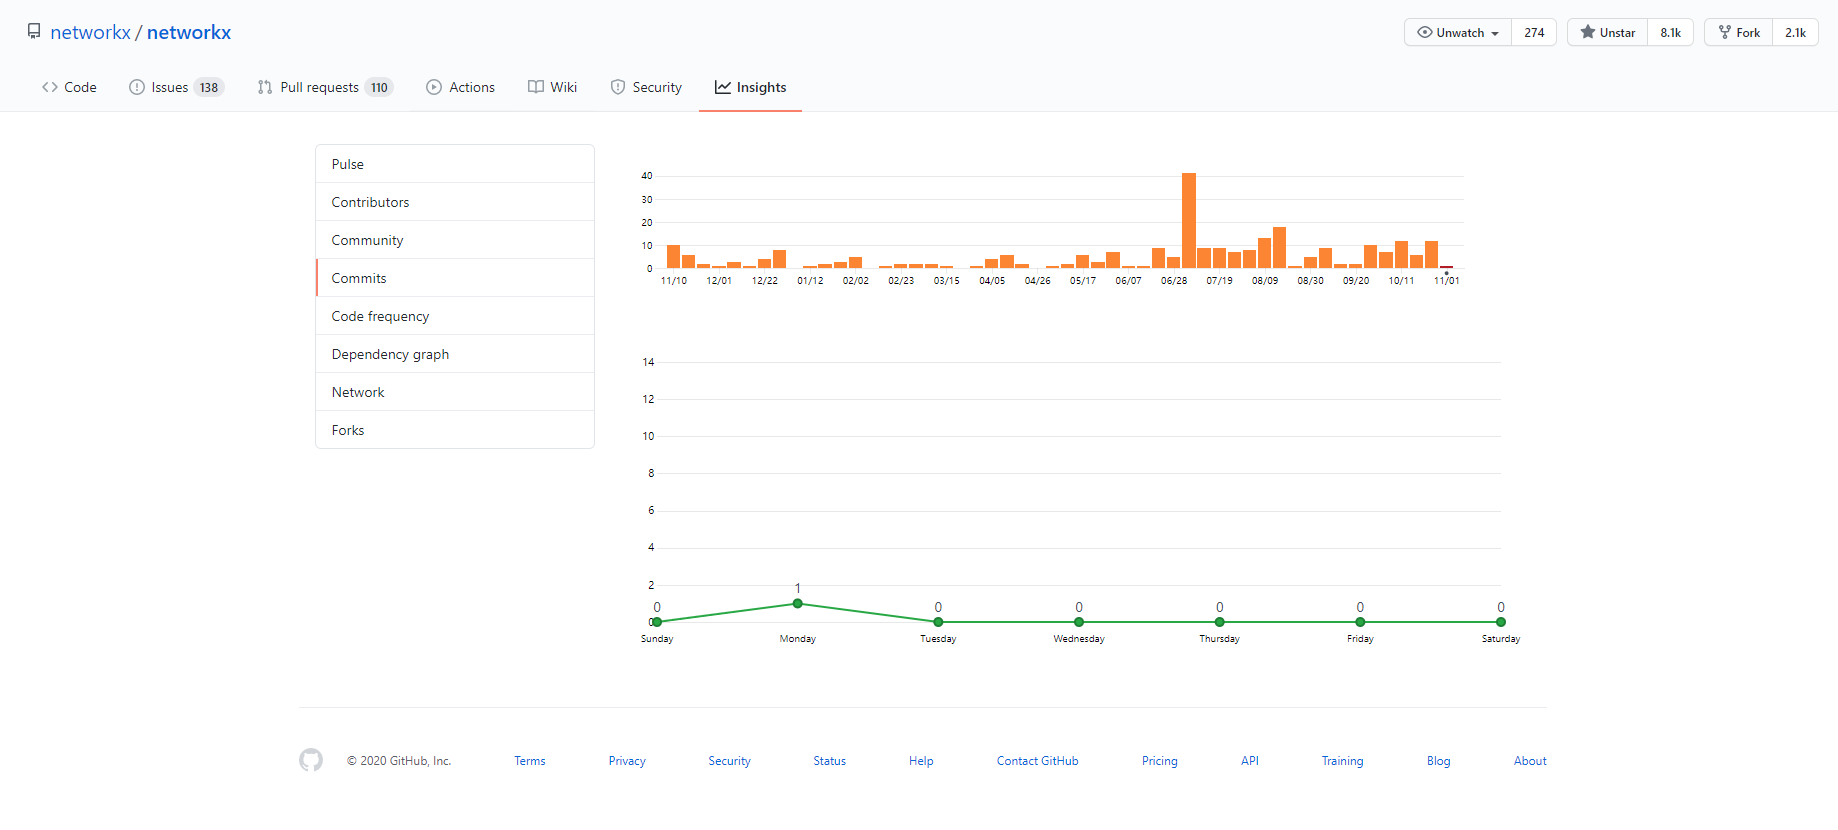 networkx / networkx
Unwatch 274 Unstar 8.1k Fork 2.1k
Code Issues 138 Pull requests 110 Actions Wiki Security Insights
Pulse
Contributors
Community
Commits
Code frequency
Dependency graph
Network
Forks
40
30
20
10
0
11/10 12/01 12/22 01/12 02/02 02/23 03/15 04/05 04/26 05/17 06/07 06/28 07/19 08/09 08/30 09/20 10/11 11/01
14
12
10
8
6
4
2
0
0 1 0 0 0 0 0
Sunday Monday Tuesday Wednesday Thursday Friday Saturday
© 2020 GitHub, Inc. Terms Privacy Security Status Help Contact GitHub Pricing API Training Blog About